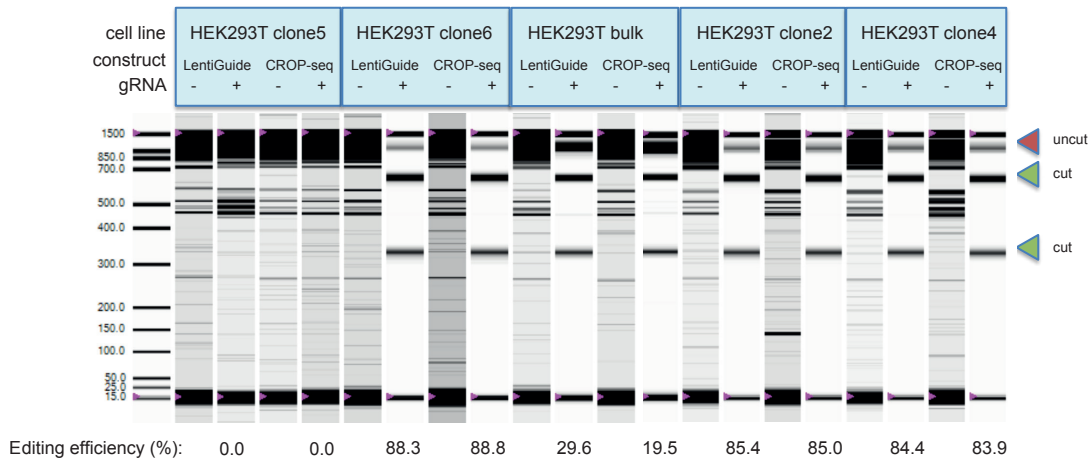 cell line HEK293T clone5 HEK293T clone6 HEK293T bulk HEK293T clone2 HEK293T clone4
construct LentiGuide CROP-seq LentiGuide CROP-seq LentiGuide CROP-seq LentiGuide CROP-seq LentiGuide CROP-seq
gRNA - + - + - + - + - + - + - + - + - + - +
1500
uncut
850.0
700.0
cut
500.0
400.0
cut
300.0
200.0
150.0
100.0
50.0
25.0
15.0
Editing efficiency (%): 0.0 0.0 88.3 88.8 29.6 19.5 85.4 85.0 84.4 83.9